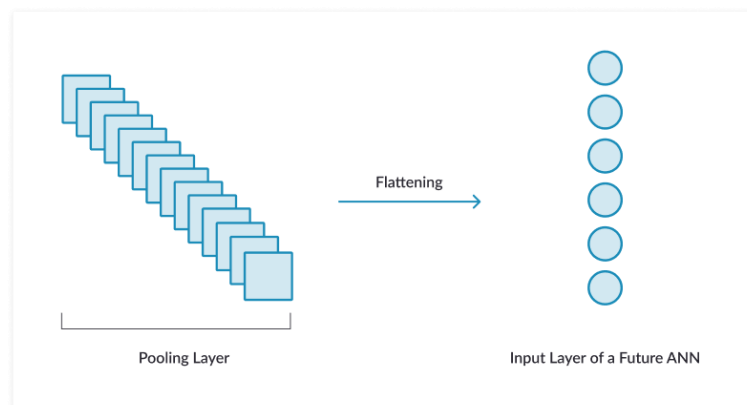 Flattening
Pooling Layer
Input Layer of a Future ANN